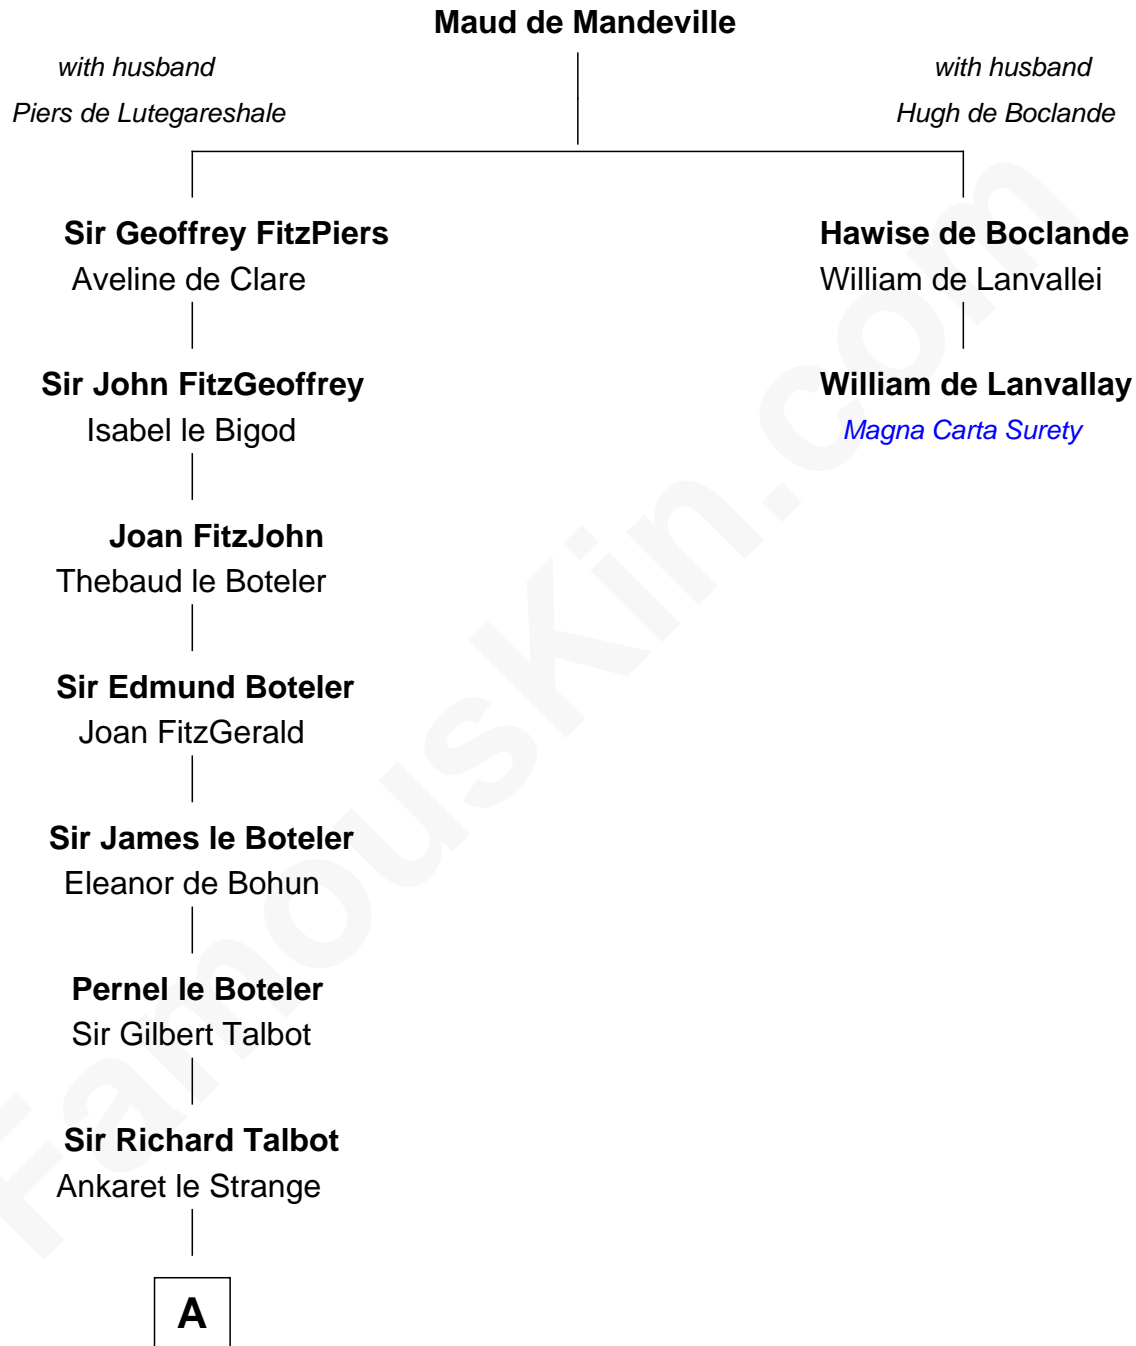 Maud de Mandeville
with husband
Piers de Lutegareshale
with husband
Hugh de Boclande
Sir Geoffrey FitzPiers
Aveline de Clare
Hawise de Boclande
William de Lanvallei
Sir John FitzGeoffrey
Isabel le Bigod
William de Lanvallay
Magna Carta Surety
Joan FitzJohn
Thebaud le Boteler
Sir Edmund Boteler
Joan FitzGerald
Sir James le Boteler
Eleanor de Bohun
Pernel le Boteler
Sir Gilbert Talbot
Sir Richard Talbot
Ankaret le Strange
A
FamousKin.com